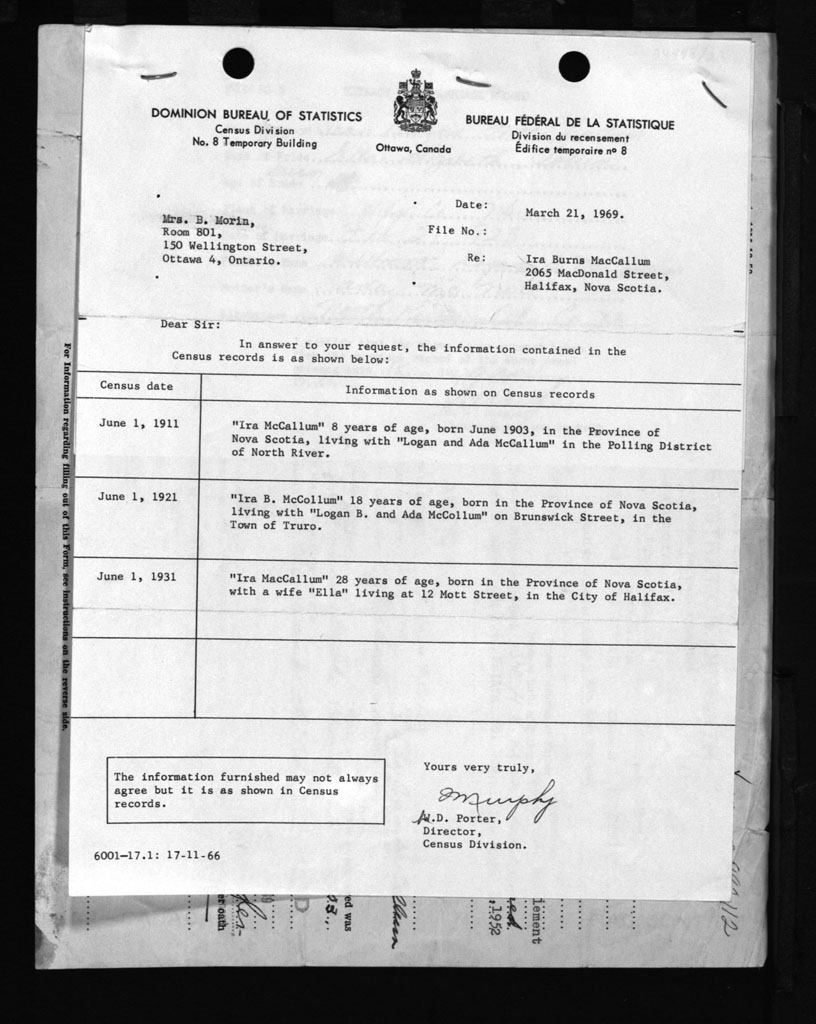 DOMINION BUREAU OF STATISTICS
Census Division
No. 8 Temporary Building
Ottawa, Canada
BUREAU FÉDÉRAL DE LA STATISTIQUE
Division du recensement
Édifice temporaire nº 8
Date: March 21, 1969.
File No.:
Mrs. B. Morin,
Room 801,
150 Wellington Street,
Ottawa 4, Ontario.
Re: Ira Burns MacCallum
2065 MacDonald Street,
Halifax, Nova Scotia.
Dear Sir:
In answer to your request, the information contained in the
Census records is as shown below:
Census date
Information as shown on Census records
June 1, 1911
"Ira McCallum" 8 years of age, born June 1903, in the Province of
Nova Scotia, living with "Logan and Ada McCallum" in the Polling District
of North River.
June 1, 1921
"Ira B. McCollum" 18 years of age, born in the Province of Nova Scotia,
living with "Logan B. and Ada McCollum" on Brunswick Street, in the
Town of Truro.
June 1, 1931
"Ira MacCallum" 28 years of age, born in the Province of Nova Scotia,
with a wife "Ella" living at 12 Mott Street, in the City of Halifax.
The information furnished may not always
agree but it is as shown in Census
records.
Yours very truly,
Murphy
W.D. Porter,
Director,
Census Division.
6001-17.1: 17-11-66
For Information regarding filling out of this Form, see instructions on the reverse side.
er oath
ed was
1952
lement